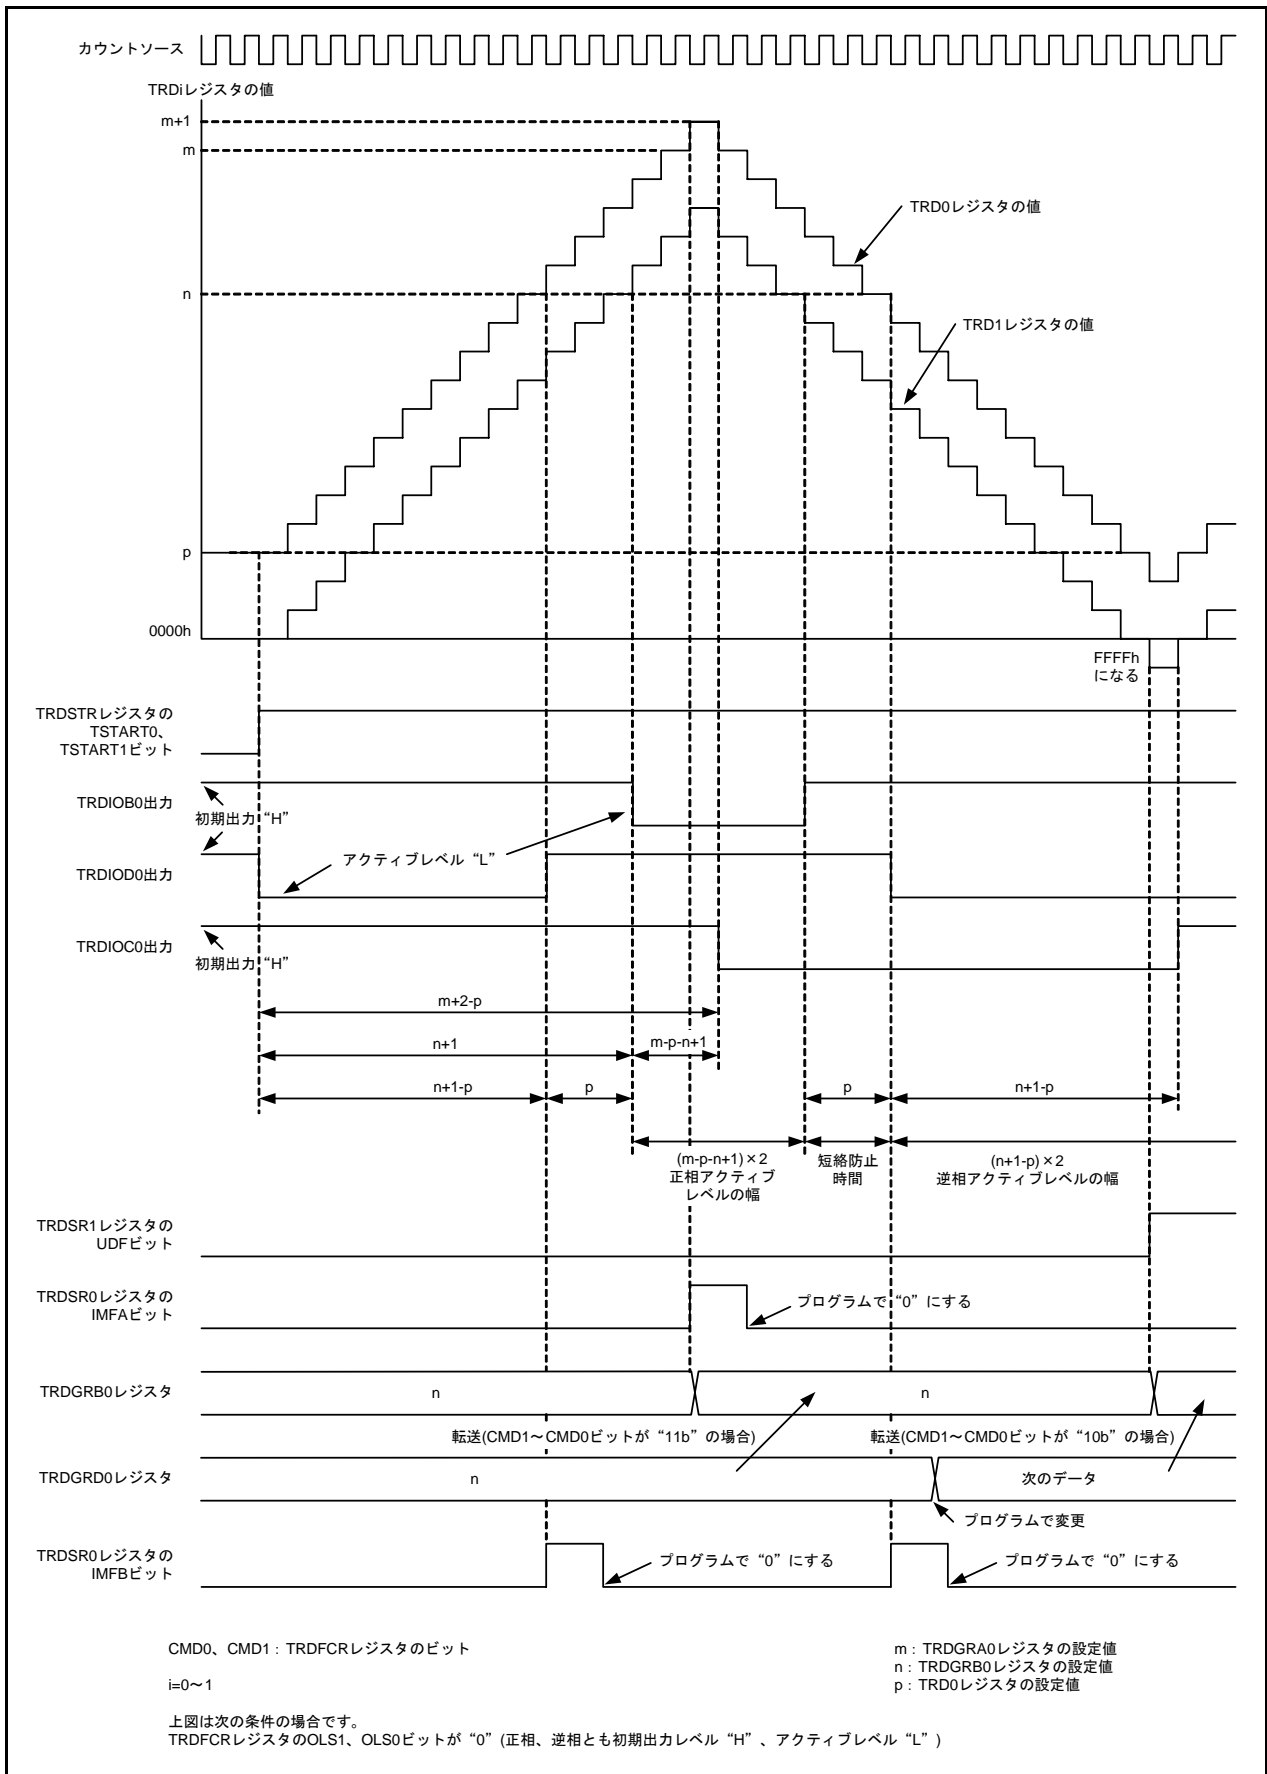 カウントソース
TRDiレジスタの値
m+1
m
TRD0レジスタの値
n
TRD1レジスタの値
p
0000h
FFFFh
になる
TRDSTRレジスタの
TSTART0、
TSTART1ビット
TRDIOB0出力
初期出力“H”
アクティブレベル“L”
TRDIOD0出力
TRDIOC0出力
初期出力“H”
m+2-p
n+1
m-p-n+1
n+1-p
p
p
n+1-p
(m-p-n+1)×2
正相アクティブ
レベルの幅
短絡防止
時間
(n+1-p)×2
逆相アクティブレベルの幅
TRDSR1レジスタの
UDFビット
TRDSR0レジスタの
IMFAビット
プログラムで“0”にする
TRDGRB0レジスタ
n
n
転送(CMD1～CMD0ビットが“11b”の場合)
転送(CMD1～CMD0ビットが“10b”の場合)
TRDGRD0レジスタ
n
次のデータ
プログラムで変更
TRDSR0レジスタの
IMFBビット
プログラムで“0”にする
プログラムで“0”にする
CMD0、CMD1：TRDFCRレジスタのビット
m：TRDGRA0レジスタの設定値
n：TRDGRB0レジスタの設定値
p：TRD0レジスタの設定値
i=0～1
上図は次の条件の場合です。
TRDFCRレジスタのOLS1、OLS0ビットが“0”(正相、逆相とも初期出力レベル“H”、アクティブレベル“L”)